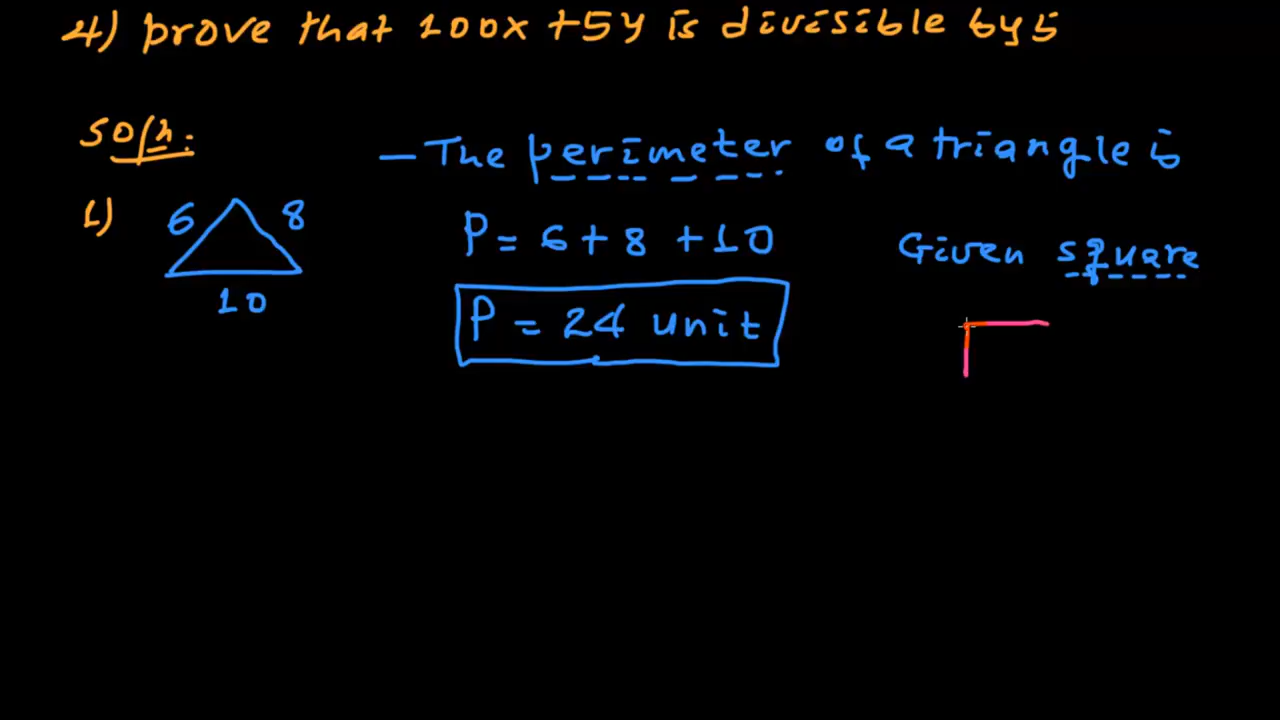 4) prove that 100x + 5y is divisible by 5
Soln:
- The perimeter of a triangle is
1)
6
8
10
P = 6 + 8 + 10
P = 24 unit
Given square